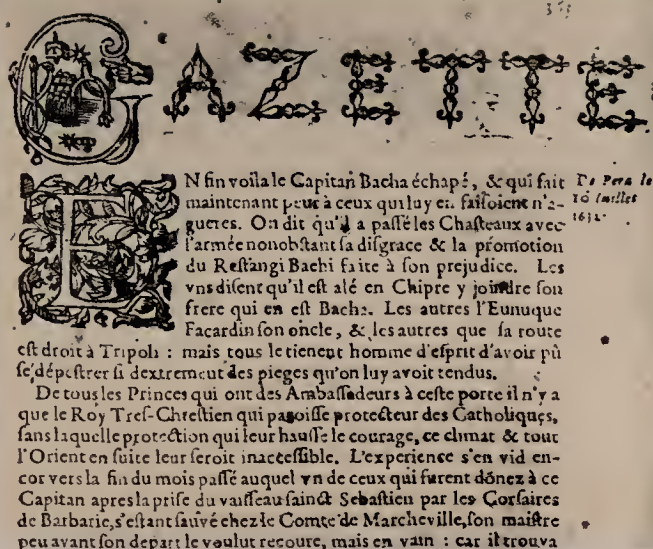 GAZETTE
De Pera le
10 Iuillet
1632.
EN fin voila le Capitan Bacha échapé, & qui fait
maintenant peur à ceux qui luy en faisoient n'a-
gueres. On dit qu'il a passé les Chasteaux avec
l'armée nonobstant sa disgrace & la promotion
du Restangi Bachi faite à son prejudice. Les
vns disent qu'il est alé en Chipre y joindre son
frere qui en est Bacha. Les autres l'Eunuque
Facardin son oncle, & les autres que sa route
est droit à Tripoli : mais tous le tienent homme d'esprit d'avoir pû
se dépestrer si dextrement des pieges qu'on luy avoit tendus.
De tous les Princes qui ont des Ambassadeurs à ceste porte il n'y a
que le Roy Tres-Chrestien qui paroisse protecteur des Catholiques,
sans laquelle protection qui leur hausse le courage, ce climat & tout
l'Orient en suite leur seroit inaccessible. L'experience s'en vid en-
cor vers la fin du mois passé auquel vn de ceux qui furent dónez à ce
Capitan apres la prise du vaisseau sainct Sebastien par les Corsaires
de Barbarie, s'estant sauvé chez le Comte de Marcheville, son maistre
peu avant son depart le voulut recoure, mais en vain : car il trouva